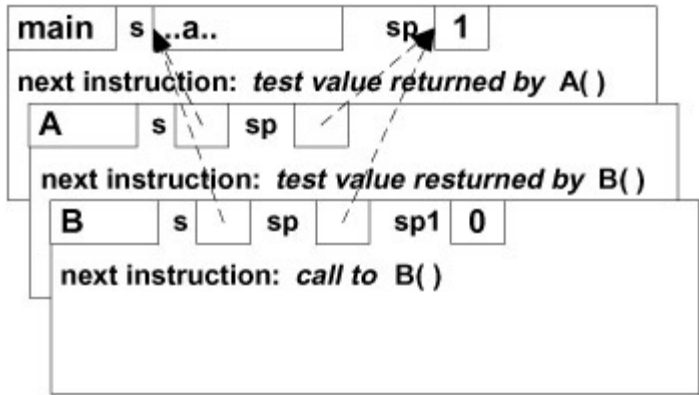 main s ..a.. sp 1
next instruction: test value returned by A( )
A s sp
next instruction: test value resturned by B( )
B s sp sp1 0
next instruction: call to B( )